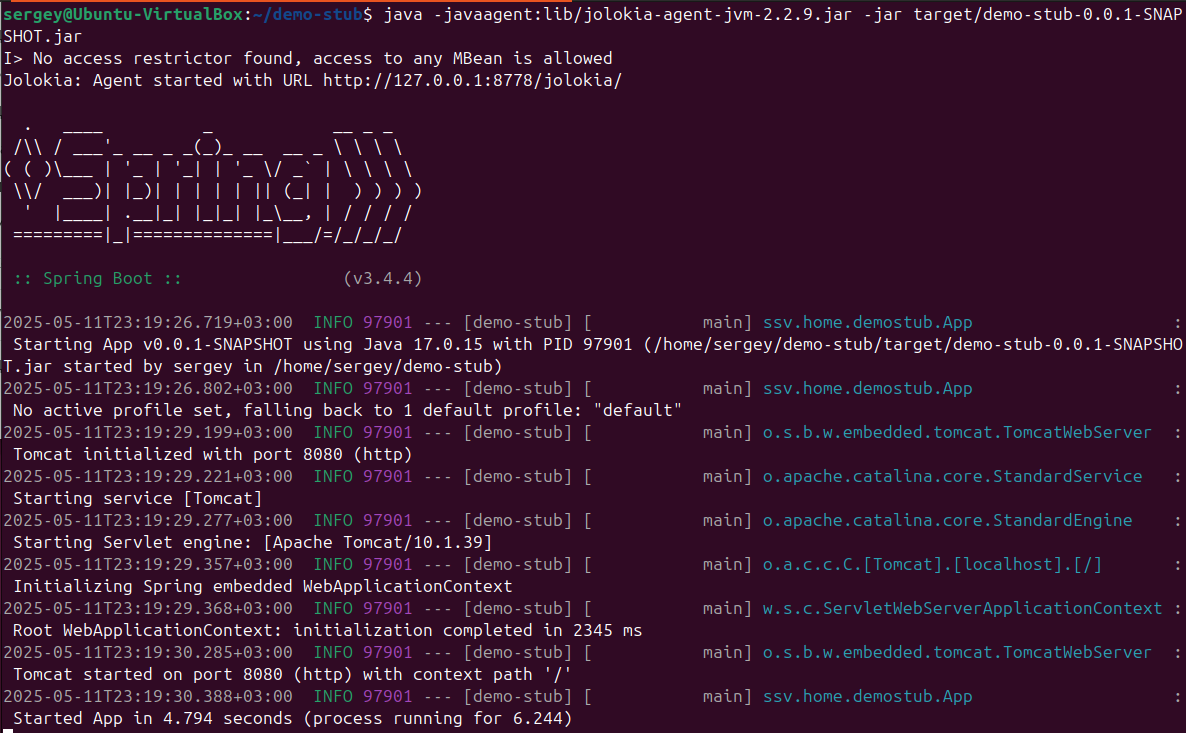 sergey@Ubuntu-VirtualBox:~/demo-stub$ java -javaagent:lib/jolokia-agent-jvm-2.2.9.jar -jar target/demo-stub-0.0.1-SNAP
SHOT.jar
I> No access restrictor found, access to any MBean is allowed
Jolokia: Agent started with URL http://127.0.0.1:8778/jolokia/

  .   ____          _            __ _ _
 /\\ / ___'_ __ _ _(_)_ __  __ _ \ \ \ \
( ( )\___ | '_ | '_| | '_ \/ _` | \ \ \ \
 \\/  ___)| |_)| | | | | || (_| |  ) ) ) )
  '  |____| .__|_| |_|_| |_\__, | / / / /
 =========|_|==============|___/=/_/_/_/

 :: Spring Boot ::                (v3.4.4)

2025-05-11T23:19:26.719+03:00  INFO 97901 --- [demo-stub] [           main] ssv.home.demostub.App                    :
 Starting App v0.0.1-SNAPSHOT using Java 17.0.15 with PID 97901 (/home/sergey/demo-stub/target/demo-stub-0.0.1-SNAPSHO
T.jar started by sergey in /home/sergey/demo-stub)
2025-05-11T23:19:26.802+03:00  INFO 97901 --- [demo-stub] [           main] ssv.home.demostub.App                    :
 No active profile set, falling back to 1 default profile: "default"
2025-05-11T23:19:29.199+03:00  INFO 97901 --- [demo-stub] [           main] o.s.b.w.embedded.tomcat.TomcatWebServer  :
 Tomcat initialized with port 8080 (http)
2025-05-11T23:19:29.221+03:00  INFO 97901 --- [demo-stub] [           main] o.apache.catalina.core.StandardService   :
 Starting service [Tomcat]
2025-05-11T23:19:29.277+03:00  INFO 97901 --- [demo-stub] [           main] o.apache.catalina.core.StandardEngine    :
 Starting Servlet engine: [Apache Tomcat/10.1.39]
2025-05-11T23:19:29.357+03:00  INFO 97901 --- [demo-stub] [           main] o.a.c.c.C.[Tomcat].[localhost].[/]       :
 Initializing Spring embedded WebApplicationContext
2025-05-11T23:19:29.368+03:00  INFO 97901 --- [demo-stub] [           main] w.s.c.ServletWebServerApplicationContext :
 Root WebApplicationContext: initialization completed in 2345 ms
2025-05-11T23:19:30.285+03:00  INFO 97901 --- [demo-stub] [           main] o.s.b.w.embedded.tomcat.TomcatWebServer  :
 Tomcat started on port 8080 (http) with context path '/'
2025-05-11T23:19:30.388+03:00  INFO 97901 --- [demo-stub] [           main] ssv.home.demostub.App                    :
 Started App in 4.794 seconds (process running for 6.244)